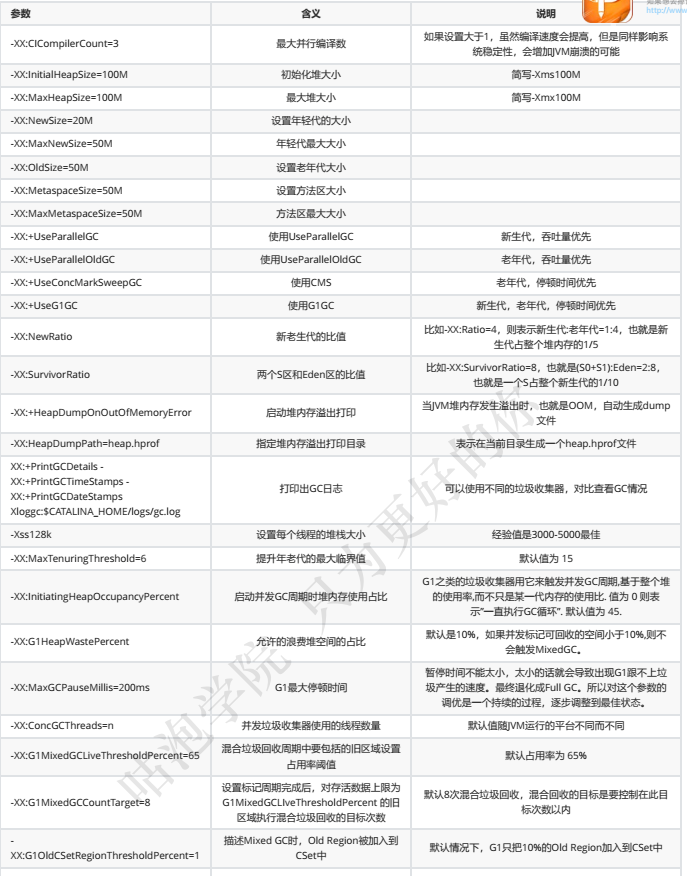 如果想去掉
http://www
参数 含义 说明
-XX:CICompilerCount=3 最大并行编译数 如果设置大于1，虽然编译速度会提高，但是同样影响系
统稳定性，会增加JVM崩溃的可能
-XX:InitialHeapSize=100M 初始化堆大小 简写-Xms100M
-XX:MaxHeapSize=100M 最大堆大小 简写-Xmx100M
-XX:NewSize=20M 设置年轻代的大小
-XX:MaxNewSize=50M 年轻代最大大小
-XX:OldSize=50M 设置老年代大小
-XX:MetaspaceSize=50M 设置方法区大小
-XX:MaxMetaspaceSize=50M 方法区最大大小
-XX:+UseParallelGC 使用UseParallelGC 新生代，吞吐量优先
-XX:+UseParallelOldGC 使用UseParallelOldGC 老年代，吞吐量优先
-XX:+UseConcMarkSweepGC 使用CMS 老年代，停顿时间优先
-XX:+UseG1GC 使用G1GC 新生代，老年代，停顿时间优先
-XX:NewRatio 新老生代的比值 比如-XX:Ratio=4，则表示新生代:老年代=1:4，也就是新
生代占整个堆内存的1/5
-XX:SurvivorRatio 两个S区和Eden区的比值 比如-XX:SurvivorRatio=8，也就是(S0+S1):Eden=2:8，
也就是一个S占整个新生代的1/10
-XX:+HeapDumpOnOutOfMemoryError 启动堆内存溢出打印 当JVM堆内存发生溢出时，也就是OOM，自动生成dump
文件
-XX:HeapDumpPath=heap.hprof 指定堆内存溢出打印目录 表示在当前目录生成一个heap.hprof文件
XX:+PrintGCDetails -
XX:+PrintGCTimeStamps -
XX:+PrintGCDateStamps
Xloggc:$CATALINA_HOME/logs/gc.log
打印出GC日志 可以使用不同的垃圾收集器，对比查看GC情况
-Xss128k 设置每个线程的堆栈大小 经验值是3000-5000最佳
-XX:MaxTenuringThreshold=6 提升年老代的最大临界值 默认值为 15
-XX:InitiatingHeapOccupancyPercent 启动并发GC周期时堆内存使用占比 G1之类的垃圾收集器用它来触发并发GC周期,基于整个堆
的使用率,而不只是某一代内存的使用比. 值为 0 则表
示"一直执行GC循环". 默认值为 45.
-XX:G1HeapWastePercent 允许的浪费堆空间的占比 默认是10%，如果并发标记可回收的空间小于10%,则不
会触发MixedGC。
-XX:MaxGCPauseMillis=200ms G1最大停顿时间 暂停时间不能太小，太小的话就会导致出现G1跟不上垃
圾产生的速度。最终退化成Full GC。所以对这个参数的
调优是一个持续的过程，逐步调整到最佳状态。
-XX:ConcGCThreads=n 并发垃圾收集器使用的线程数量 默认值随JVM运行的平台不同而不同
-XX:G1MixedGCLiveThresholdPercent=65 混合垃圾回收周期中要包括的旧区域设置
占用率阈值 默认占用率为 65%
-XX:G1MixedGCCountTarget=8 设置标记周期完成后，对存活数据上限为
G1MixedGCLIveThresholdPercent 的旧
区域执行混合垃圾回收的目标次数 默认8次混合垃圾回收，混合回收的目标是要控制在此目
标次数以内
-
XX:G1OldCSetRegionThresholdPercent=1 描述Mixed GC时，Old Region被加入到
CSet中 默认情况下，G1只把10%的Old Region加入到CSet中
咕泡学院 只为更好的你